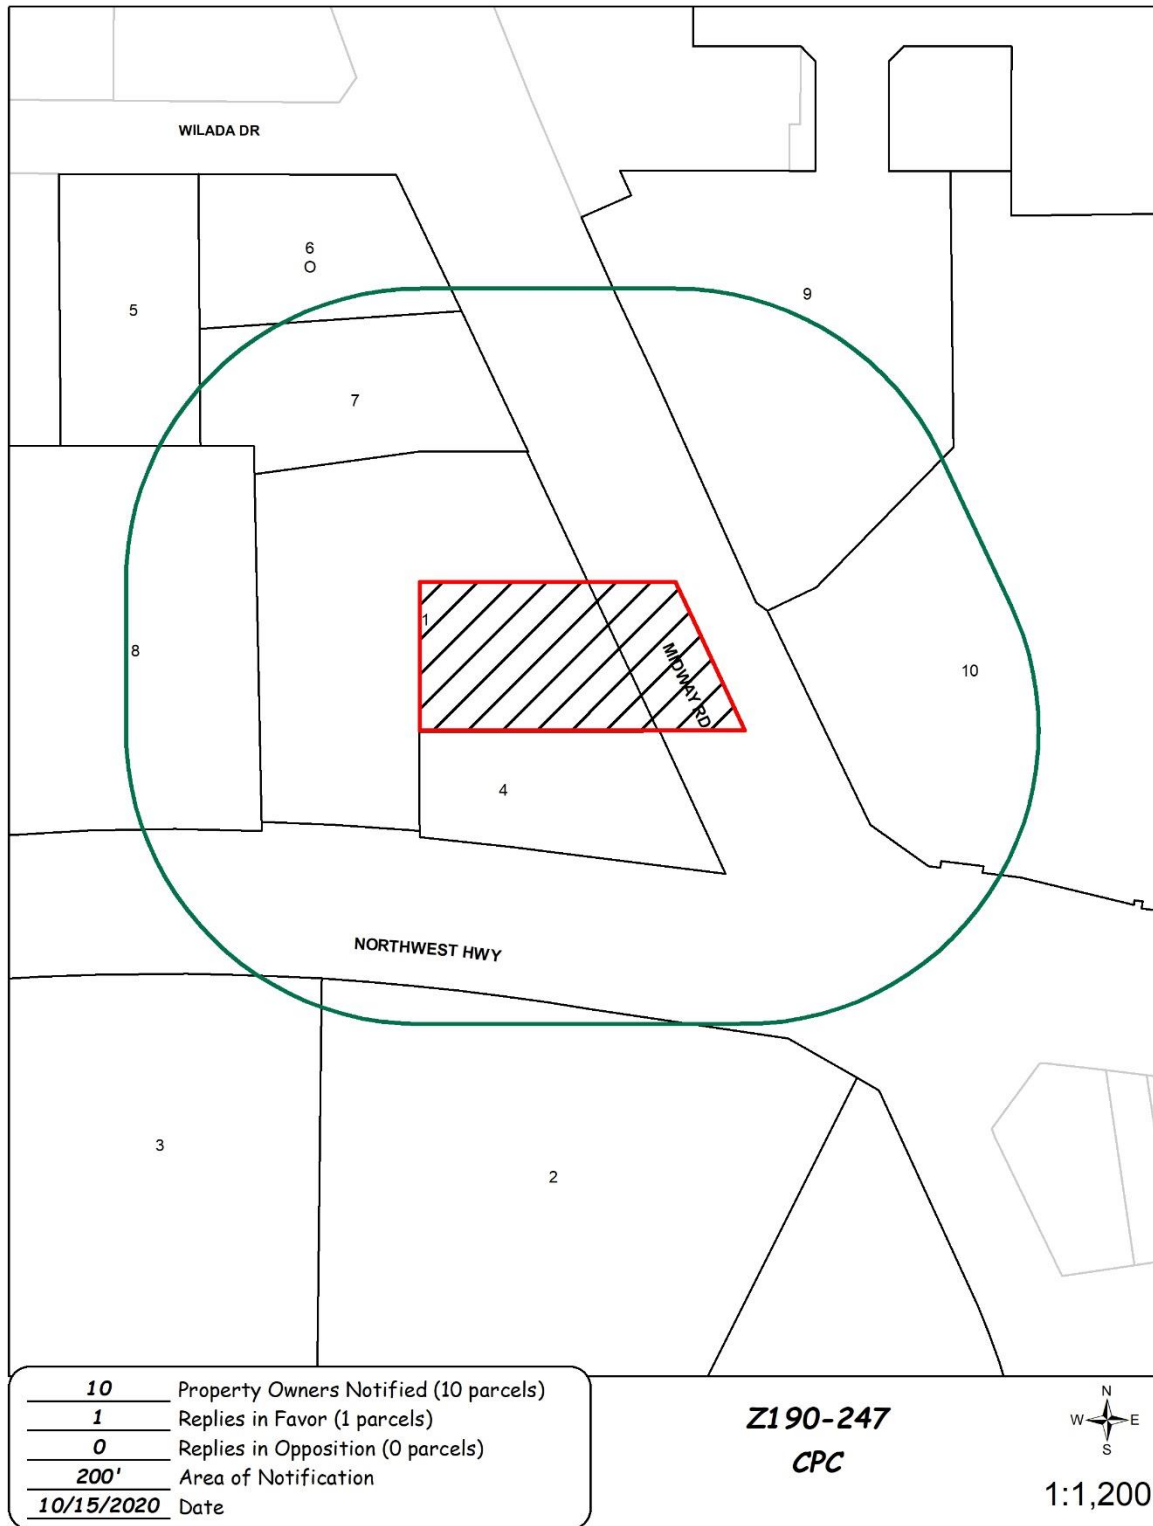 WILADA DR
6
O
5
9
7
1
8
MIDWAY RD
10
4
NORTHWEST HWY
3
2
10 Property Owners Notified (10 parcels)
1 Replies in Favor (1 parcels)
0 Replies in Opposition (0 parcels)
200' Area of Notification
10/15/2020 Date
Z190-247
CPC
N
W E
S
1:1,200